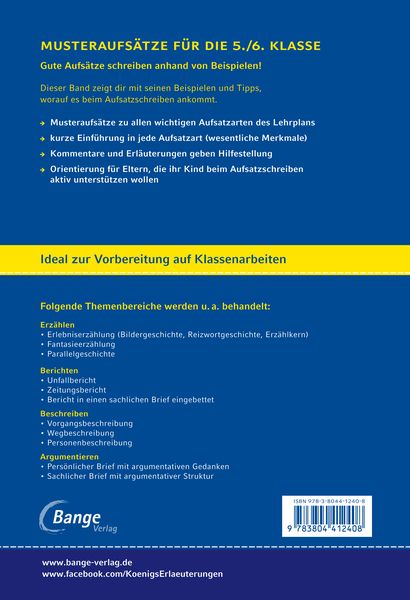 MUSTERAUFSÄTZE FÜR DIE 5./6. KLASSE
Gute Aufsätze schreiben anhand von Beispielen!
Dieser Band zeigt dir mit seinen Beispielen und Tipps,
worauf es beim Aufsatzschreiben ankommt.
→ Musteraufsätze zu allen wichtigen Aufsatzarten des Lehrplans
→ kurze Einführung in jede Aufsatzart (wesentliche Merkmale)
→ Kommentare und Erläuterungen geben Hilfestellung
→ Orientierung für Eltern, die ihr Kind beim Aufsatzschreiben
aktiv unterstützen wollen
Ideal zur Vorbereitung auf Klassenarbeiten
Folgende Themenbereiche werden u. a. behandelt:
Erzählen
• Erlebniserzählung (Bildergeschichte, Reizwortgeschichte, Erzählkern)
• Fantasieerzählung
• Parallelgeschichte
Berichten
• Unfallbericht
• Zeitungsbericht
• Bericht in einen sachlichen Brief eingebettet
Beschreiben
• Vorgangsbeschreibung
• Wegbeschreibung
• Personenbeschreibung
Argumentieren
• Persönlicher Brief mit argumentativen Gedanken
• Sachlicher Brief mit argumentativer Struktur
Bange
Verlag
ISBN 978-3-8044-1240-8
9 783804 412408
www.bange-verlag.de
www.facebook.com/KoenigsErlaeuterungen